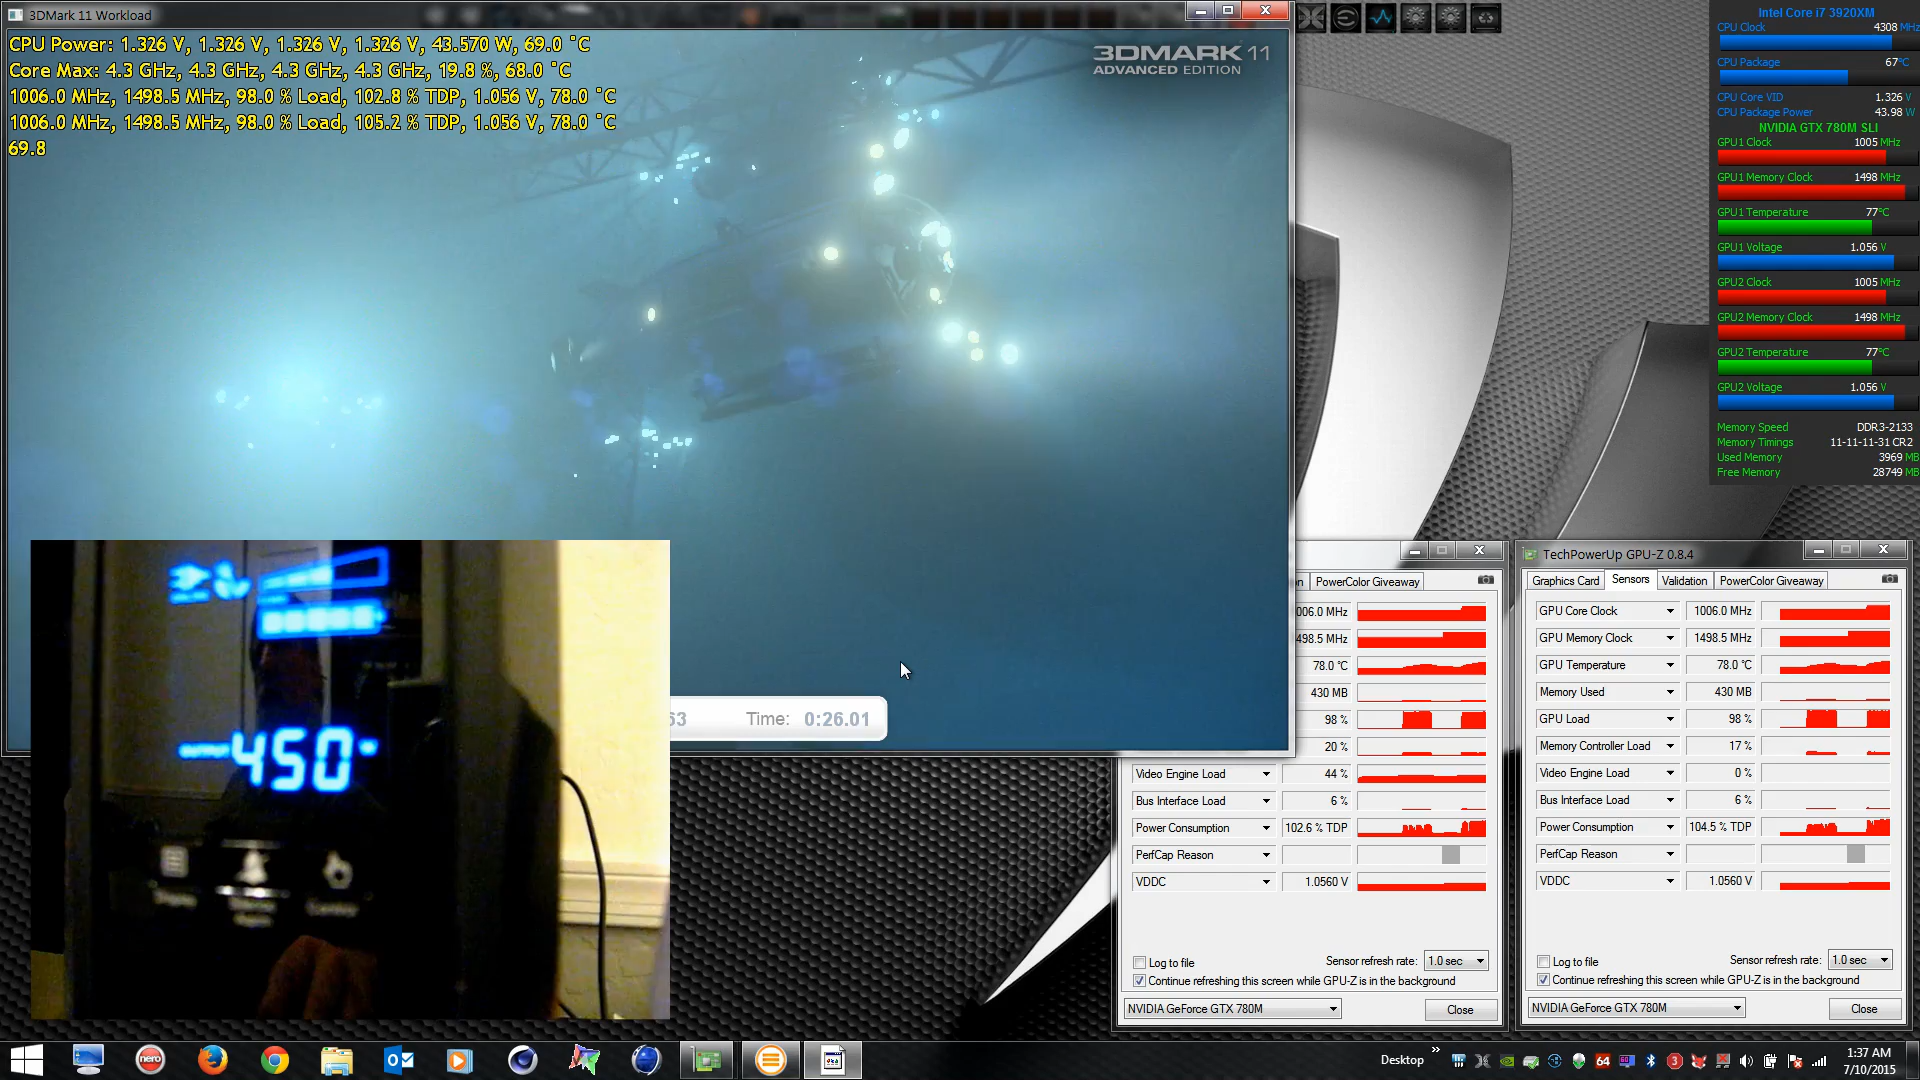 3DMark 11 Workload
CPU Power: 1.326 V, 1.326 V, 1.326 V, 1.326 V, 43.570 W, 69.0 °C
Core Max: 4.3 GHz, 4.3 GHz, 4.3 GHz, 4.3 GHz, 19.8 %, 68.0 °C
1006.0 MHz, 1498.5 MHz, 98.0 % Load, 102.8 % TDP, 1.056 V, 78.0 °C
1006.0 MHz, 1498.5 MHz, 98.0 % Load, 105.2 % TDP, 1.056 V, 78.0 °C
69.8
3DMARK 11
ADVANCED EDITION
Intel Core i7 3920XM
CPU Clock 4308 MHz
CPU Package 67°C
CPU Core VID 1.326 V
CPU Package Power 43.98 W
NVIDIA GTX 780M SLI
GPU1 Clock 1005 MHz
GPU1 Memory Clock 1498 MHz
GPU1 Temperature 77°C
GPU1 Voltage 1.056 V
GPU2 Clock 1005 MHz
GPU2 Memory Clock 1498 MHz
GPU2 Temperature 77°C
GPU2 Voltage 1.056 V
Memory Speed DDR3-2133
Memory Timings 11-11-11-31 CR2
Used Memory 3969 MB
Free Memory 28749 MB
450
63 Time: 0:26.01
PowerColor Giveaway
006.0 MHz
498.5 MHz
78.0 °C
430 MB
98 %
20 %
Video Engine Load 44 %
Bus Interface Load 6 %
Power Consumption 102.6 % TDP
PerfCap Reason
VDDC 1.0560 V
Log to file Sensor refresh rate: 1.0 sec
Continue refreshing this screen while GPU-Z is in the background
NVIDIA GeForce GTX 780M Close
TechPowerUp GPU-Z 0.8.4
Graphics Card Sensors Validation PowerColor Giveaway
GPU Core Clock 1006.0 MHz
GPU Memory Clock 1498.5 MHz
GPU Temperature 78.0 °C
Memory Used 430 MB
GPU Load 98 %
Memory Controller Load 17 %
Video Engine Load 0 %
Bus Interface Load 6 %
Power Consumption 104.5 % TDP
PerfCap Reason
VDDC 1.0560 V
Log to file Sensor refresh rate: 1.0 sec
Continue refreshing this screen while GPU-Z is in the background
NVIDIA GeForce GTX 780M Close
nero
Desktop
64
3
1:37 AM
7/10/2015